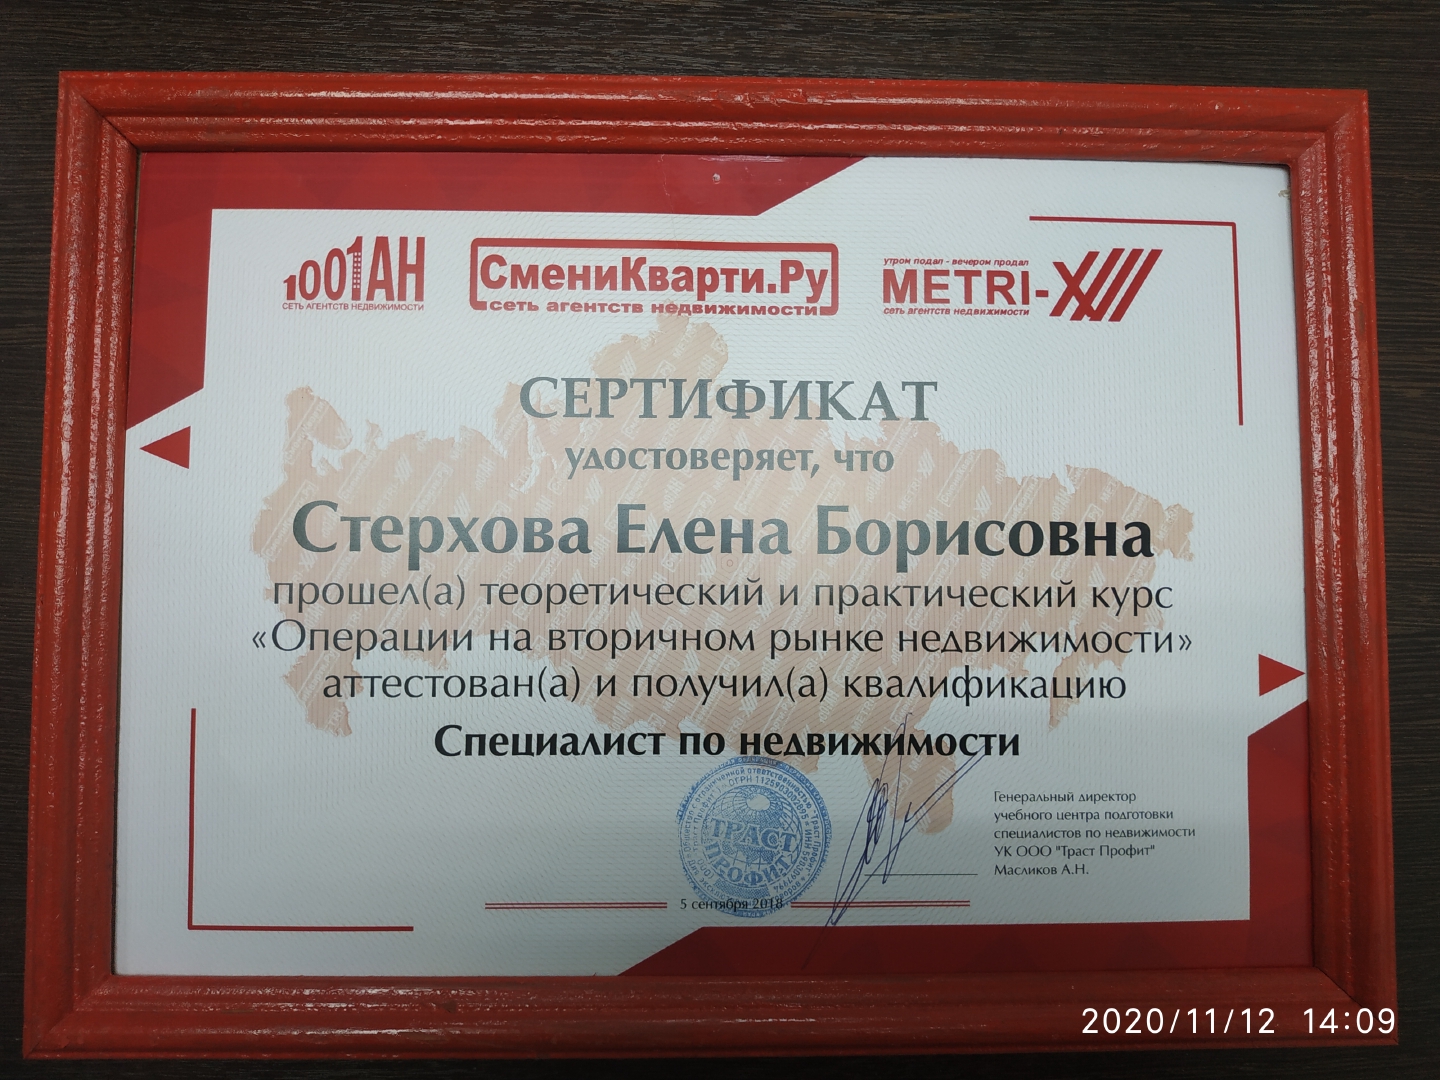 1001АН
СЕТЬ АГЕНТСТВ НЕДВИЖИМОСТИ
СмениКварти.Ру
сеть агентств недвижимости
утром подал - вечером продал
METRI-X
сеть агентств недвижимости
СЕРТИФИКАТ
удостоверяет, что
Стерхова Елена Борисовна
прошел(а) теоретический и практический курс
«Операции на вторичном рынке недвижимости»
аттестован(а) и получил(а) квалификацию
Специалист по недвижимости
ТРАСТ
ПРОФИТ
Генеральный директор
учебного центра подготовки
специалистов по недвижимости
УК ООО "Траст Профит"
Масликов А.Н.
5 сентября 2018
2020/11/12 14:09